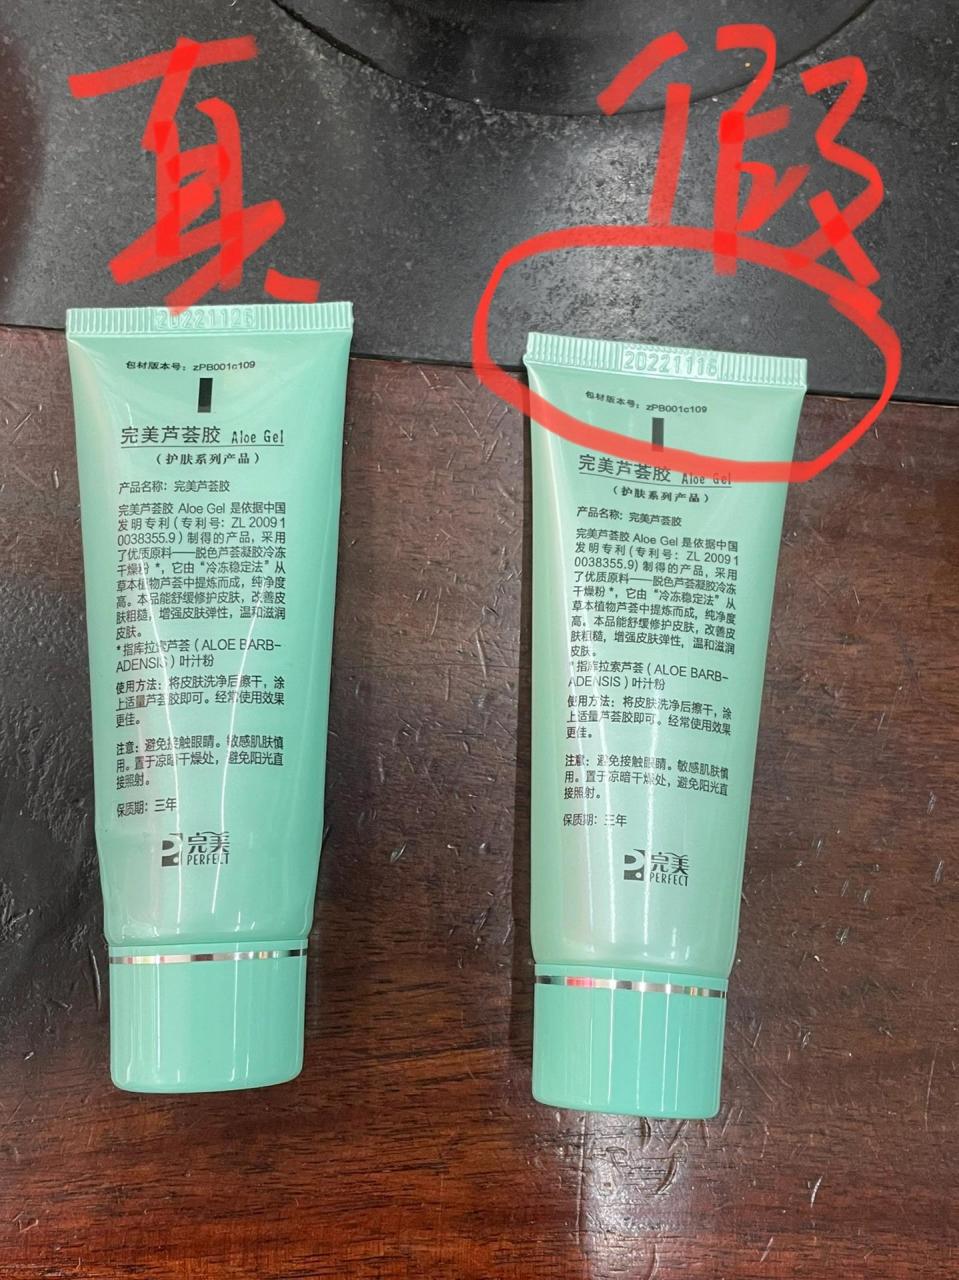 真
假
20221126
包材版本号：zPB001c109
完美芦荟胶 Aloe Gel
（护肤系列产品）
产品名称：完美芦荟胶
完美芦荟胶 Aloe Gel 是依据中国
发明专利（专利号：ZL 2009 1
0038355.9）制得的产品，采用
了优质原料——脱色芦荟凝胶冷冻
干燥粉 *，它由“冷冻稳定法”从
草本植物芦荟中提炼而成，纯净度
高。本品能舒缓修护皮肤，改善皮
肤粗糙，增强皮肤弹性，温和滋润
皮肤。
*指库拉索芦荟（ALOE BARB-
ADENSIS）叶汁粉
使用方法：将皮肤洗净后擦干，涂
上适量芦荟胶即可。经常使用效果
更佳。
注意：避免接触眼睛。敏感肌肤慎
用。置于凉暗干燥处，避免阳光直
接照射。
保质期：三年
完美
PERFECT
20221116
包材版本号：zPB001c109
完美芦荟胶 Aloe Gel
（护肤系列产品）
产品名称：完美芦荟胶
完美芦荟胶 Aloe Gel 是依据中国
发明专利（专利号：ZL 2009 1
0038355.9）制得的产品，采用
了优质原料——脱色芦荟凝胶冷冻
干燥粉 *，它由“冷冻稳定法”从
草本植物芦荟中提炼而成，纯净度
高。本品能舒缓修护皮肤，改善皮
肤粗糙，增强皮肤弹性，温和滋润
皮肤。
*指库拉索芦荟（ALOE BARB-
ADENSIS）叶汁粉
使用方法：将皮肤洗净后擦干，涂
上适量芦荟胶即可。经常使用效果
更佳。
注意：避免接触眼睛。敏感肌肤慎
用。置于凉暗干燥处，避免阳光直
接照射。
保质期：三年
完美
PERFECT